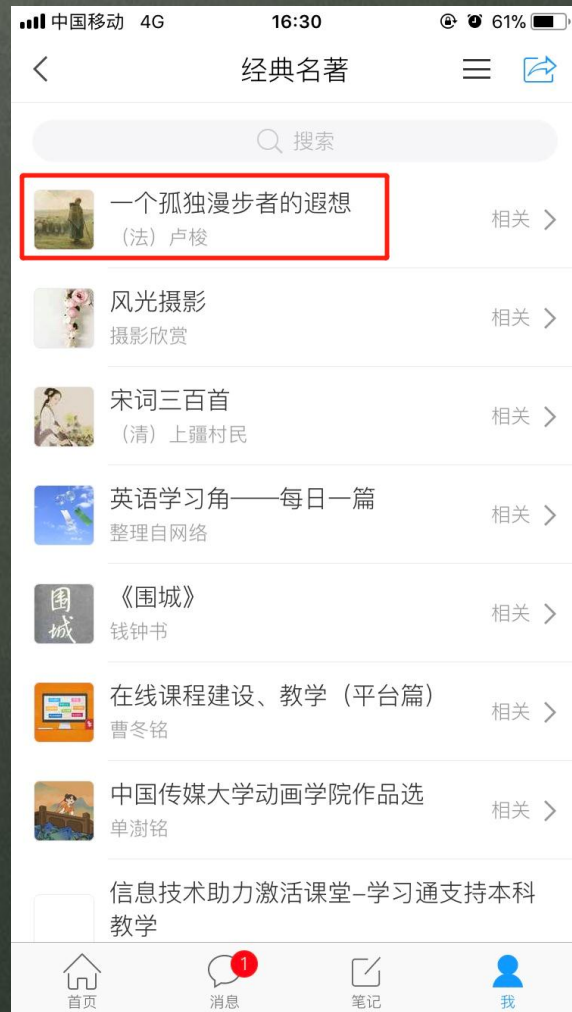 中国移动 4G 16:30 61%
经典名著
搜索
一个孤独漫步者的遐想
（法）卢梭
相关
风光摄影
摄影欣赏
相关
宋词三百首
（清）上疆村民
相关
英语学习角——每日一篇
整理自网络
相关
围城
《围城》
钱钟书
相关
在线课程建设、教学（平台篇）
曹冬铭
相关
中国传媒大学动画学院作品选
单澍铭
相关
信息技术助力激活课堂–学习通支持本科
教学
1
首页 消息 笔记 我